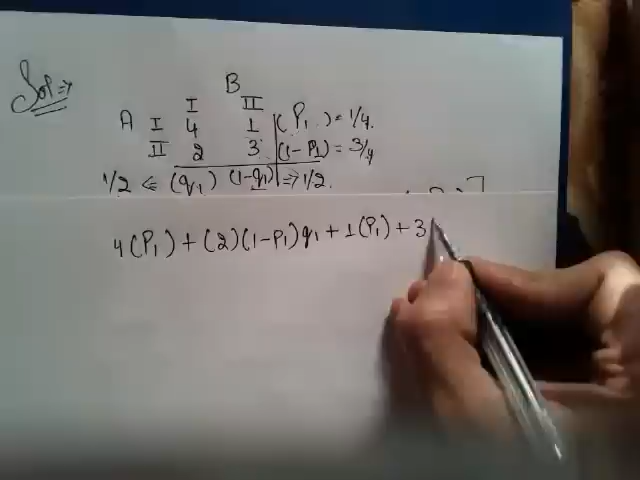 Sol⇒
B
I II
A I 4 1 (P₁) = 1/4.
II 2 3 (1-P₁) = 3/4
1/2 ⇐ (q₁) (1-q₁) ⇒ 1/2.
4(P₁) + (2)(1-P₁)q₁ + 1(P₁) + 3